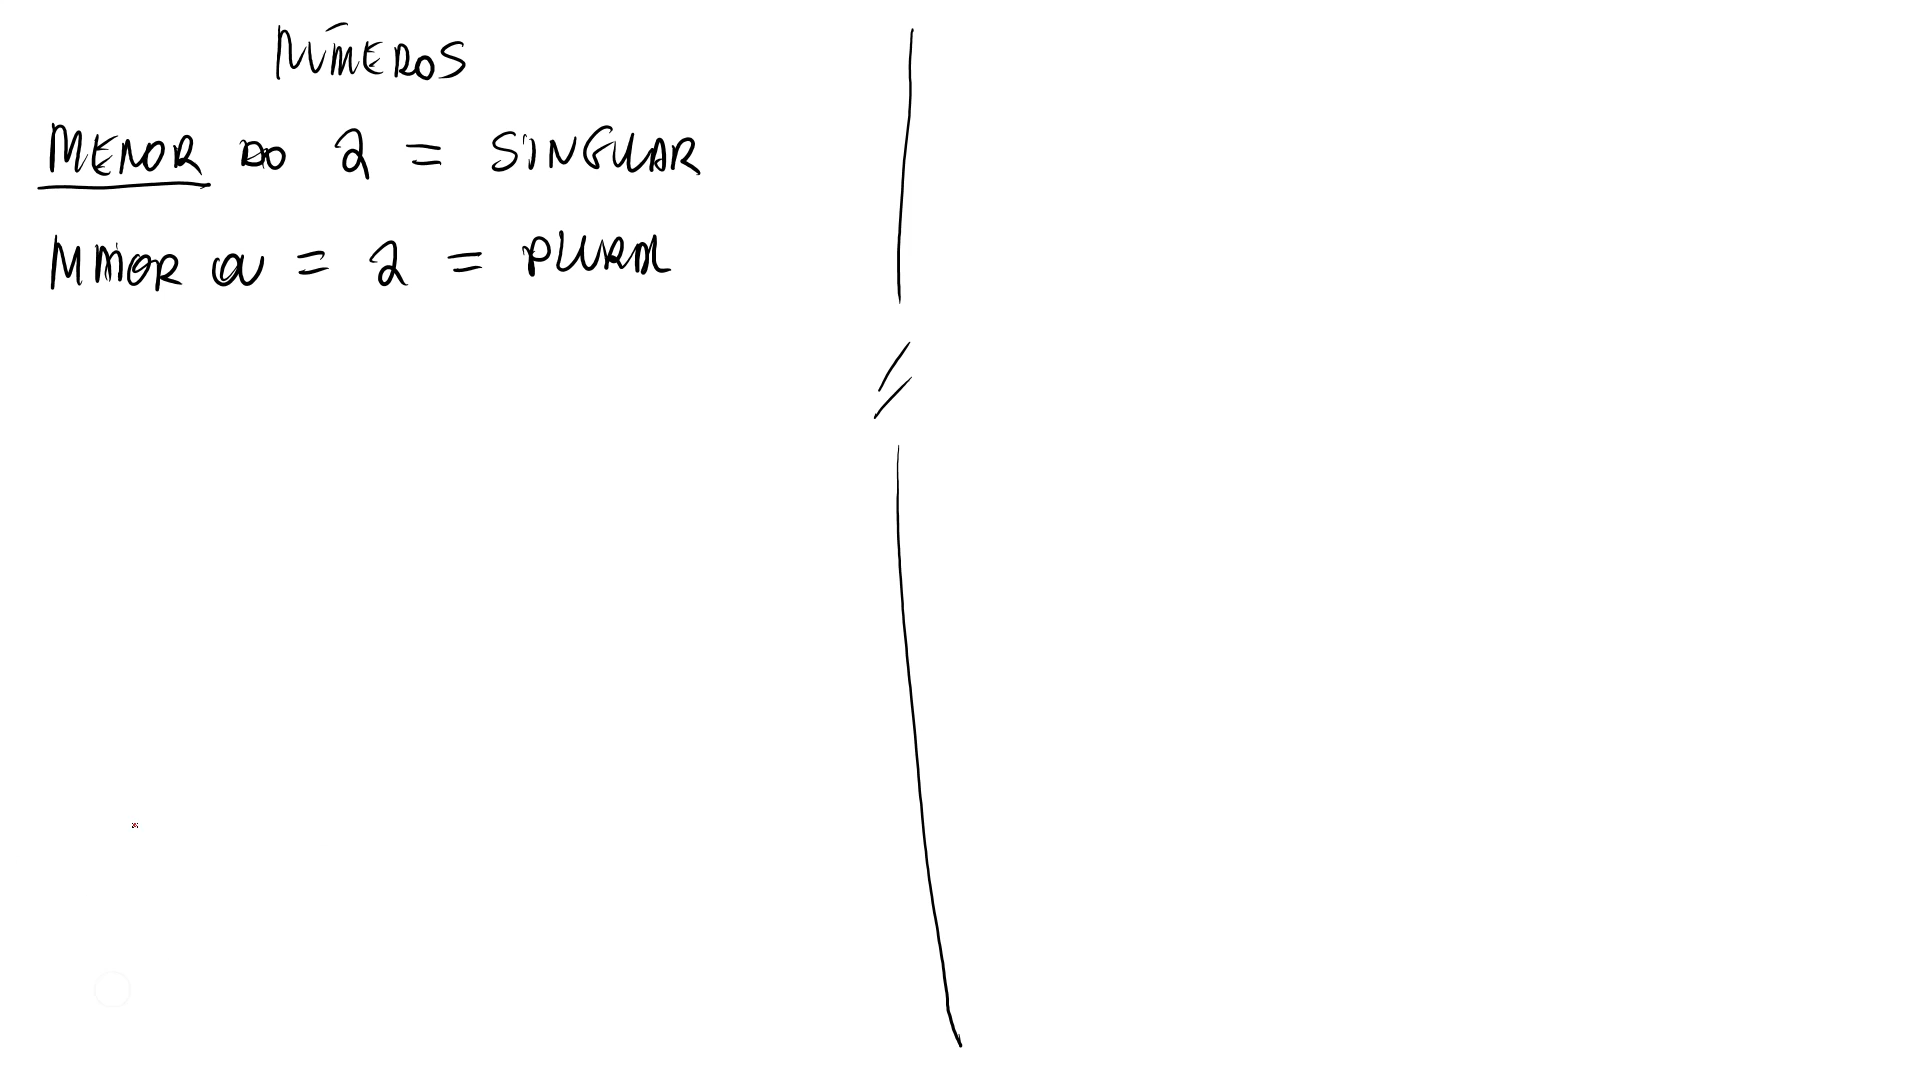 NÚMEROS
MENOR DO 2 = SINGULAR
MAIOR OU = 2 = PLURAL